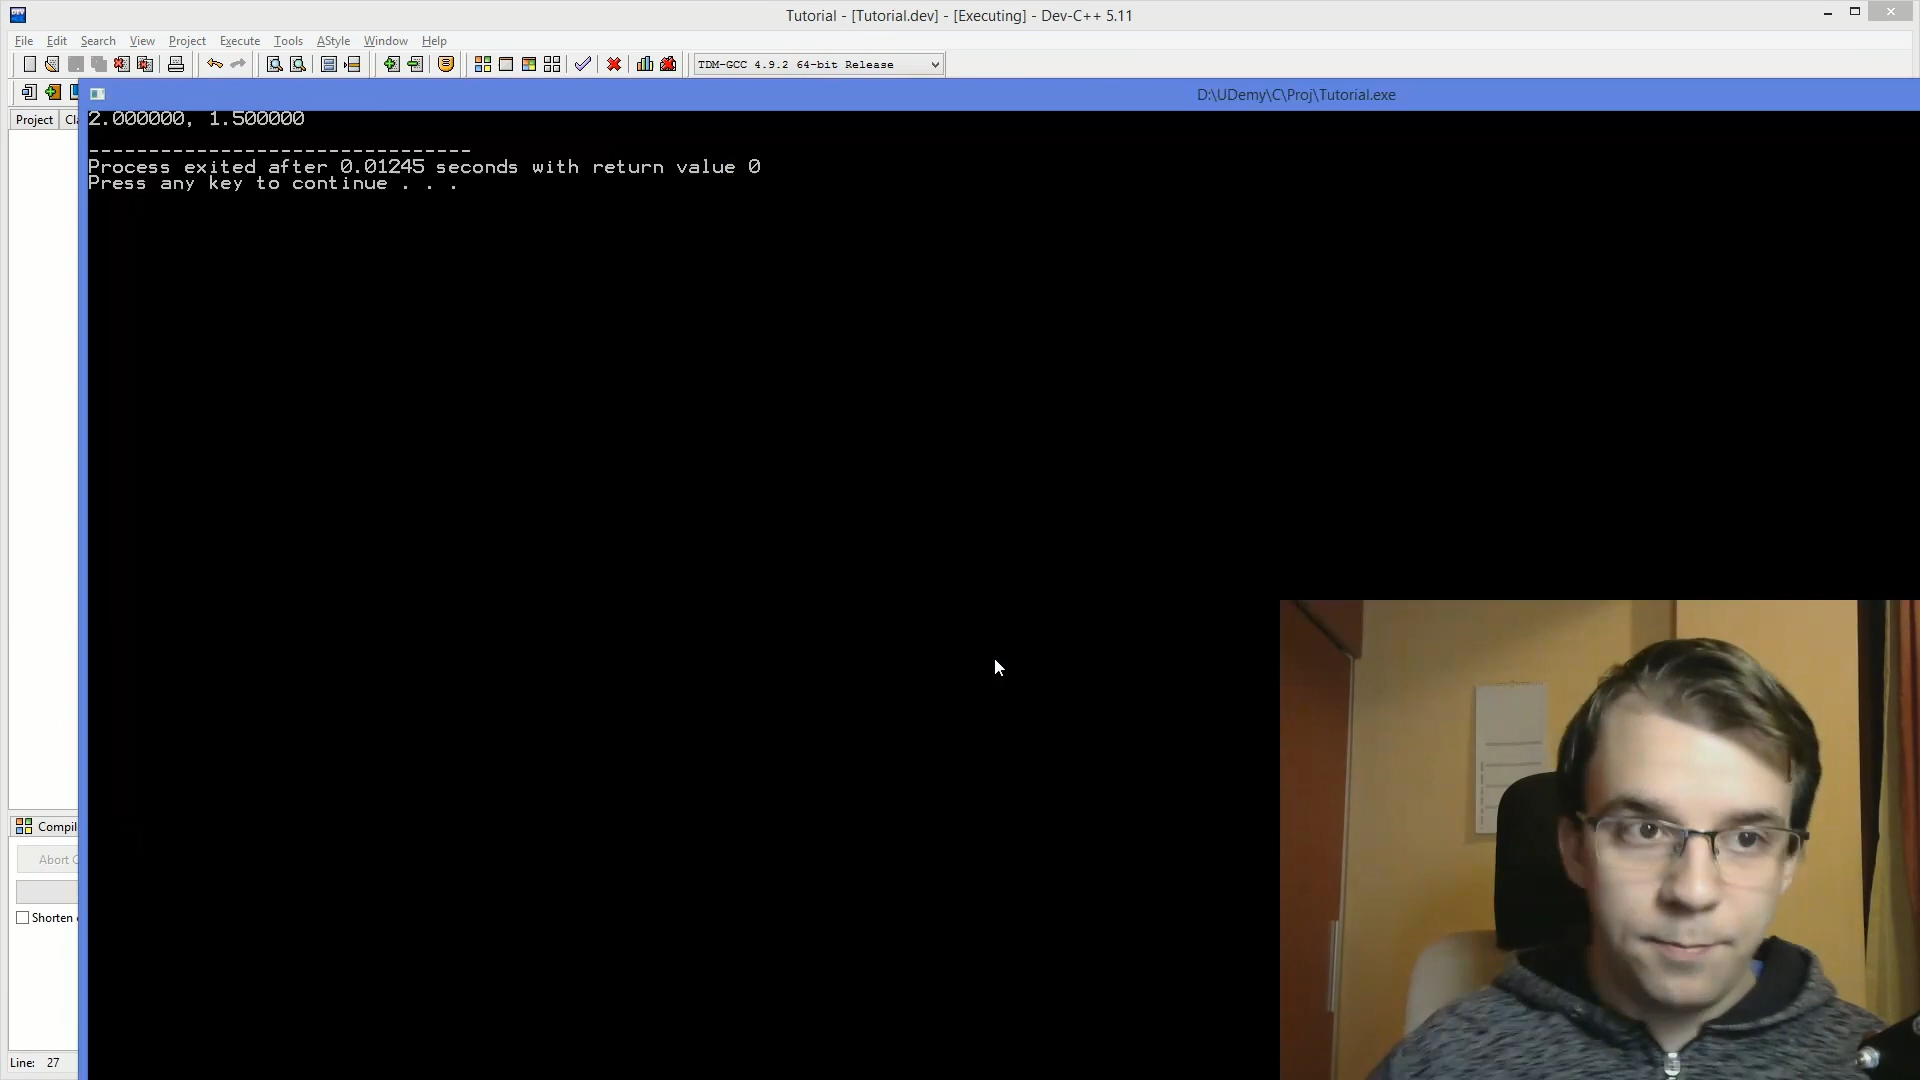 Tutorial - [Tutorial.dev] - [Executing] - Dev-C++ 5.11
File Edit Search View Project Execute Tools AStyle Window Help
TDM-GCC 4.9.2 64-bit Release
D:\UDemy\C\Proj\Tutorial.exe
Project Cla
2.000000, 1.500000
--------------------------------
Process exited after 0.01245 seconds with return value 0
Press any key to continue . . .
Compil
Abort C
Shorten
Line: 27